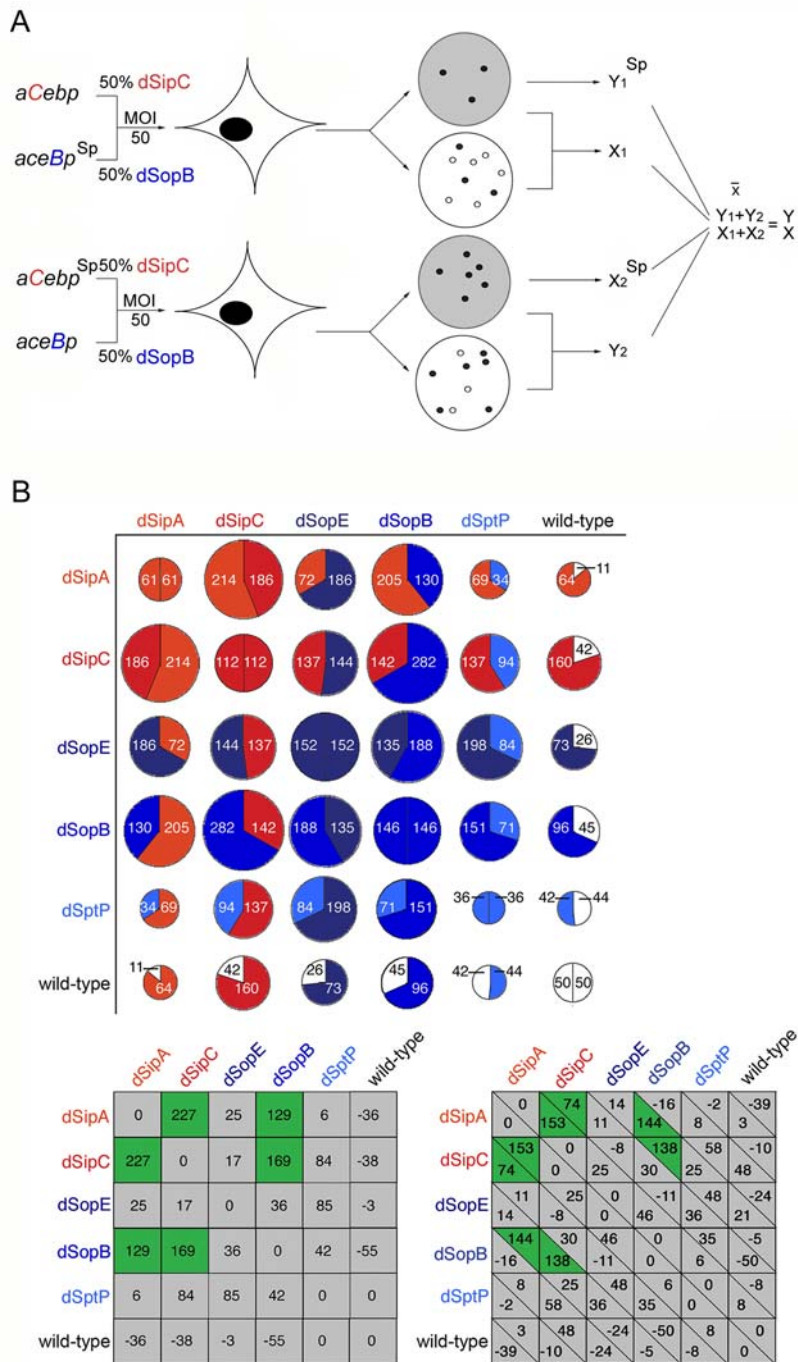 A
aCebp 50% dSipC
MOI
50
aceBp Sp 50% dSopB
Y1 Sp
X1
x̄
Y1+Y2 = Y
X1+X2 X
aCebp Sp 50% dSipC
MOI
50
aceBp 50% dSopB
X2 Sp
Y2
B
dSipA dSipC dSopE dSopB dSptP wild-type
dSipA 61 61 214 186 72 186 205 130 69 34 64 11
dSipC 186 214 112 112 137 144 142 282 137 94 160 42
dSopE 186 72 144 137 152 152 135 188 198 84 73 26
dSopB 130 205 282 142 188 135 146 146 151 71 96 45
dSptP 34 69 94 137 84 198 71 151 36 36 42 44
wild-type 11 64 42 160 26 73 45 96 42 44 50 50
dSipA dSipC dSopE dSopB dSptP wild-type
dSipA 0 227 25 129 6 -36
dSipC 227 0 17 169 84 -38
dSopE 25 17 0 36 85 -3
dSopB 129 169 36 0 42 -55
dSptP 6 84 85 42 0 0
wild-type -36 -38 -3 -55 0 0
dSipA dSipC dSopE dSopB dSptP wild-type
dSipA 0 0 74 153 14 11 -16 144 -2 8 -39 3
dSipC 153 74 0 0 -8 25 138 30 58 25 -10 48
dSopE 11 14 25 -8 0 0 -11 46 48 36 -24 21
dSopB 144 -16 30 138 46 -11 0 0 35 6 -5 -50
dSptP 8 -2 25 58 48 36 6 35 0 0 -8 8
wild-type 3 -39 48 -10 -24 -24 -50 -5 8 -8 0 0